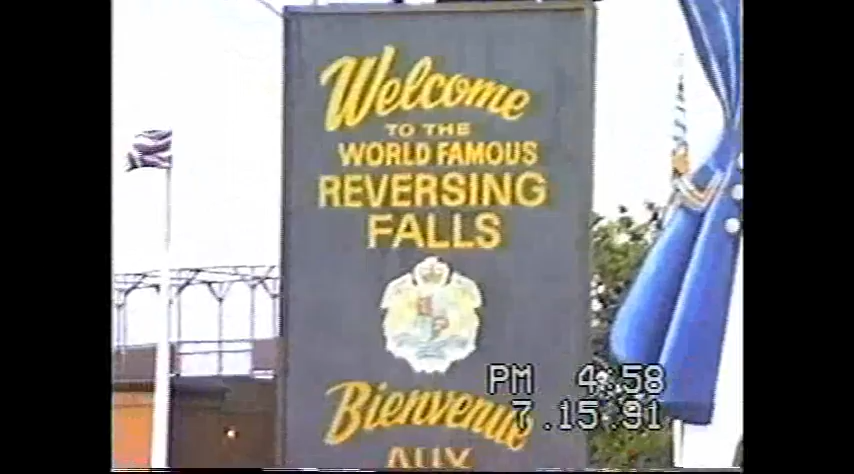 Welcome
TO THE
WORLD FAMOUS
REVERSING
FALLS
Bienvenue
AUX
PM 4:58
7.15.91